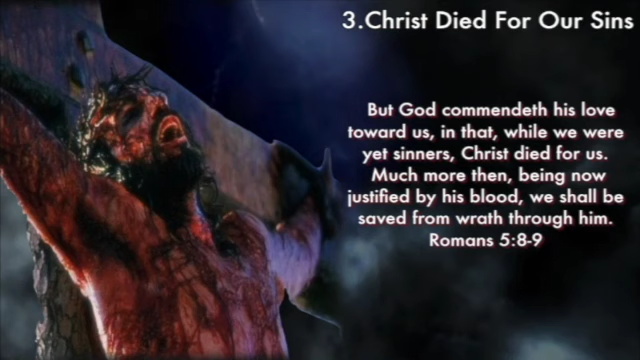 3.Christ Died For Our Sins
But God commendeth his love
toward us, in that, while we were
yet sinners, Christ died for us.
Much more then, being now
justified by his blood, we shall be
saved from wrath through him.
Romans 5:8-9